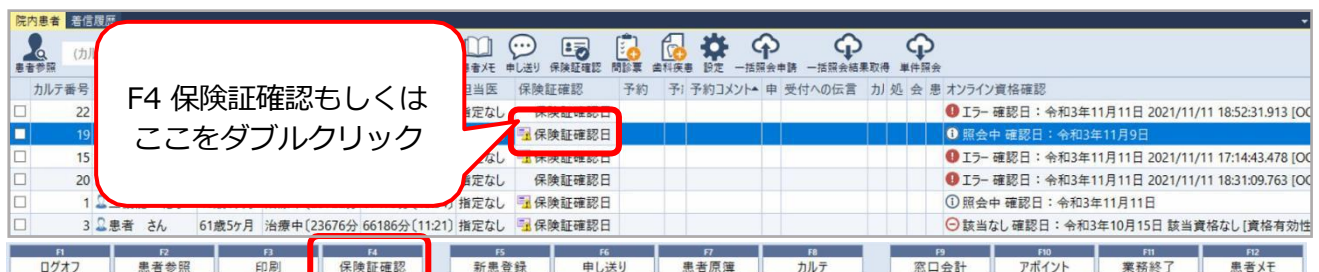 院内患者 着信履歴
患者参照 (カル 患者メモ 申し送り 保険証確認 問診票 歯科疾患 設定 一括照会申請 一括照会結果取得 単件照会
カルテ番号 担当医 保険証確認 予約 予約コメント 申 受付への伝言 カ 処 会 患 オンライン資格確認
F4 保険証確認もしくは
ここをダブルクリック
22 指定なし 保険証確認日 エラー 確認日：令和3年11月11日 2021/11/11 18:52:31.913 [OC
19 保険証確認日 照会中 確認日：令和3年11月9日
15 保険証確認日 エラー 確認日：令和3年11月11日 2021/11/11 17:14:43.478 [OC
20 指定なし 保険証確認日 エラー 確認日：令和3年11月11日 2021/11/11 18:31:09.763 [OC
1 指定なし 保険証確認日 照会中 確認日：令和3年11月11日
3 患者 さん 61歳5ヶ月 治療中(23676分 66186分(11:21) 指定なし 保険証確認日 該当なし 確認日：令和3年10月15日 該当資格なし [資格有効性
F1 F2 F3 F4 F5 F6 F7 F8 F9 F10 F11 F12
ログオフ 患者参照 印刷 保険証確認 新患登録 申し送り 患者原簿 カルテ 窓口会計 アポイント 業務終了 患者メモ